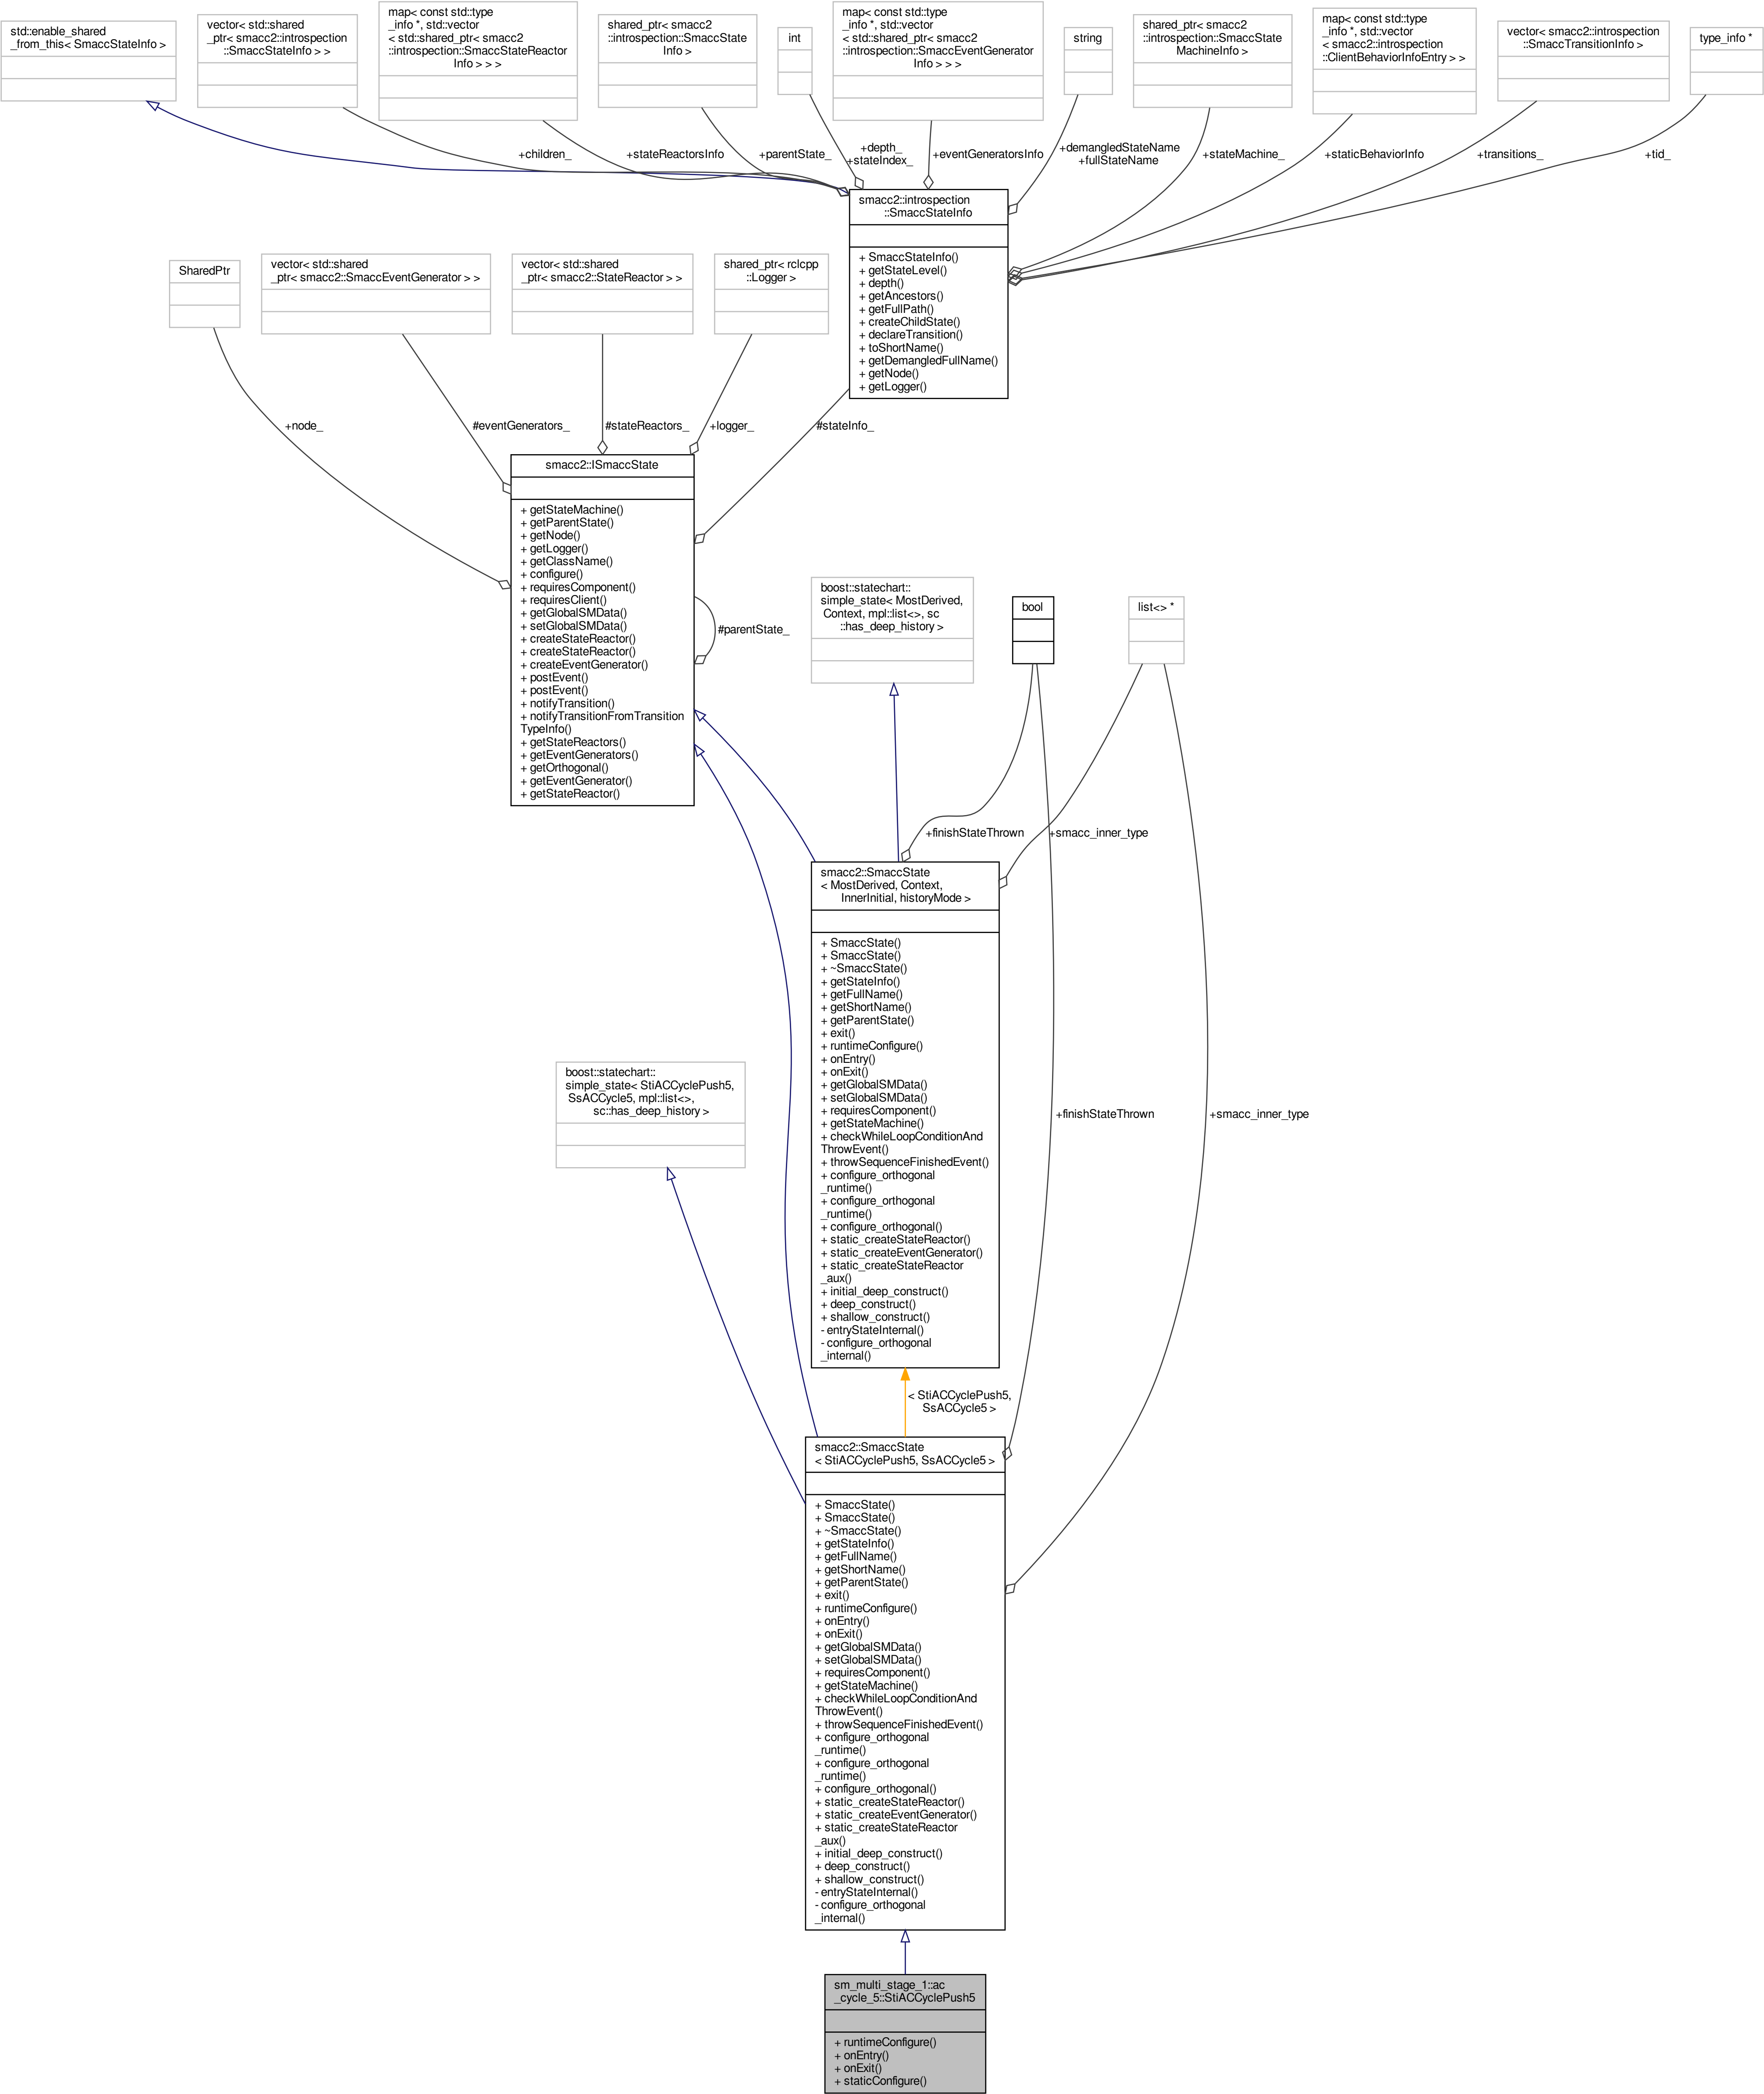 std::enable_shared
_from_this< SmaccStateInfo >
vector< std::shared
_ptr< smacc2::introspection
::SmaccStateInfo > >
map< const std::type
_info *, std::vector
< std::shared_ptr< smacc2
::introspection::SmaccStateReactor
Info > > >
shared_ptr< smacc2
::introspection::SmaccState
Info >
int
map< const std::type
_info *, std::vector
< std::shared_ptr< smacc2
::introspection::SmaccEventGenerator
Info > > >
string
shared_ptr< smacc2
::introspection::SmaccState
MachineInfo >
map< const std::type
_info *, std::vector
< smacc2::introspection
::ClientBehaviorInfoEntry > >
vector< smacc2::introspection
::SmaccTransitionInfo >
type_info *
+children_
+stateReactorsInfo
+parentState_
+depth_
+stateIndex_
+eventGeneratorsInfo
+demangledStateName
+fullStateName
+stateMachine_
+staticBehaviorInfo
+transitions_
+tid_
smacc2::introspection
::SmaccStateInfo
+ SmaccStateInfo()
+ getStateLevel()
+ depth()
+ getAncestors()
+ getFullPath()
+ createChildState()
+ declareTransition()
+ toShortName()
+ getDemangledFullName()
+ getNode()
+ getLogger()
SharedPtr
vector< std::shared
_ptr< smacc2::SmaccEventGenerator > >
vector< std::shared
_ptr< smacc2::StateReactor > >
shared_ptr< rclcpp
::Logger >
+node_
#eventGenerators_
#stateReactors_
+logger_
#stateInfo_
smacc2::ISmaccState
+ getStateMachine()
+ getParentState()
+ getNode()
+ getLogger()
+ getClassName()
+ configure()
+ requiresComponent()
+ requiresClient()
+ getGlobalSMData()
+ setGlobalSMData()
+ createStateReactor()
+ createStateReactor()
+ createEventGenerator()
+ postEvent()
+ postEvent()
+ notifyTransition()
+ notifyTransitionFromTransition
TypeInfo()
+ getStateReactors()
+ getEventGenerators()
+ getOrthogonal()
+ getEventGenerator()
+ getStateReactor()
#parentState_
boost::statechart::
simple_state< MostDerived,
Context, mpl::list<>, sc
::has_deep_history >
bool
list<> *
+finishStateThrown
+smacc_inner_type
smacc2::SmaccState
< MostDerived, Context,
InnerInitial, historyMode >
+ SmaccState()
+ SmaccState()
+ ~SmaccState()
+ getStateInfo()
+ getFullName()
+ getShortName()
+ getParentState()
+ exit()
+ runtimeConfigure()
+ onEntry()
+ onExit()
+ getGlobalSMData()
+ setGlobalSMData()
+ requiresComponent()
+ getStateMachine()
+ checkWhileLoopConditionAnd
ThrowEvent()
+ throwSequenceFinishedEvent()
+ configure_orthogonal
_runtime()
+ configure_orthogonal
_runtime()
+ configure_orthogonal()
+ static_createStateReactor()
+ static_createEventGenerator()
+ static_createStateReactor
_aux()
+ initial_deep_construct()
+ deep_construct()
+ shallow_construct()
- entryStateInternal()
- configure_orthogonal
_internal()
boost::statechart::
simple_state< StiACCyclePush5,
SsACCycle5, mpl::list<>,
sc::has_deep_history >
+finishStateThrown
+smacc_inner_type
< StiACCyclePush5,
SsACCycle5 >
smacc2::SmaccState
< StiACCyclePush5, SsACCycle5 >
+ SmaccState()
+ SmaccState()
+ ~SmaccState()
+ getStateInfo()
+ getFullName()
+ getShortName()
+ getParentState()
+ exit()
+ runtimeConfigure()
+ onEntry()
+ onExit()
+ getGlobalSMData()
+ setGlobalSMData()
+ requiresComponent()
+ getStateMachine()
+ checkWhileLoopConditionAnd
ThrowEvent()
+ throwSequenceFinishedEvent()
+ configure_orthogonal
_runtime()
+ configure_orthogonal
_runtime()
+ configure_orthogonal()
+ static_createStateReactor()
+ static_createEventGenerator()
+ static_createStateReactor
_aux()
+ initial_deep_construct()
+ deep_construct()
+ shallow_construct()
- entryStateInternal()
- configure_orthogonal
_internal()
sm_multi_stage_1::ac
_cycle_5::StiACCyclePush5
+ runtimeConfigure()
+ onEntry()
+ onExit()
+ staticConfigure()